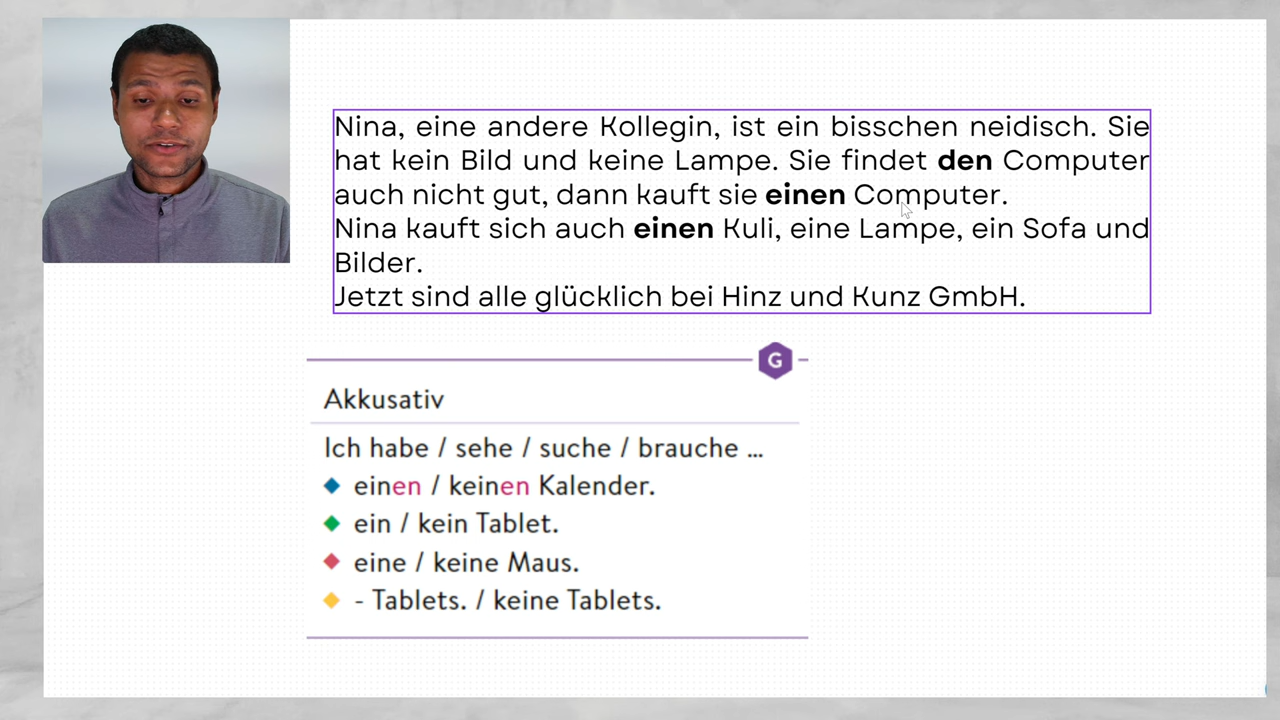 Nina, eine andere Kollegin, ist ein bisschen neidisch. Sie
hat kein Bild und keine Lampe. Sie findet den Computer
auch nicht gut, dann kauft sie einen Computer.
Nina kauft sich auch einen Kuli, eine Lampe, ein Sofa und
Bilder.
Jetzt sind alle glücklich bei Hinz und Kunz GmbH.
G
Akkusativ
Ich habe / sehe / suche / brauche ...
einen / keinen Kalender.
ein / kein Tablet.
eine / keine Maus.
- Tablets. / keine Tablets.